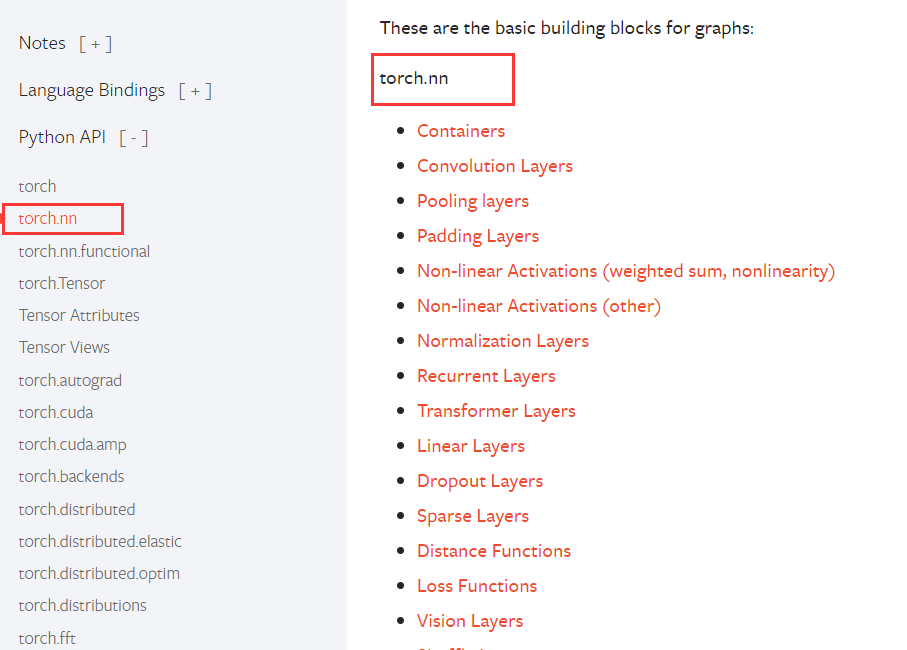 Notes [ + ]
Language Bindings [ + ]
Python API [ - ]
torch
torch.nn
torch.nn.functional
torch.Tensor
Tensor Attributes
Tensor Views
torch.autograd
torch.cuda
torch.cuda.amp
torch.backends
torch.distributed
torch.distributed.elastic
torch.distributed.optim
torch.distributions
torch.fft
These are the basic building blocks for graphs:
torch.nn
Containers
Convolution Layers
Pooling layers
Padding Layers
Non-linear Activations (weighted sum, nonlinearity)
Non-linear Activations (other)
Normalization Layers
Recurrent Layers
Transformer Layers
Linear Layers
Dropout Layers
Sparse Layers
Distance Functions
Loss Functions
Vision Layers